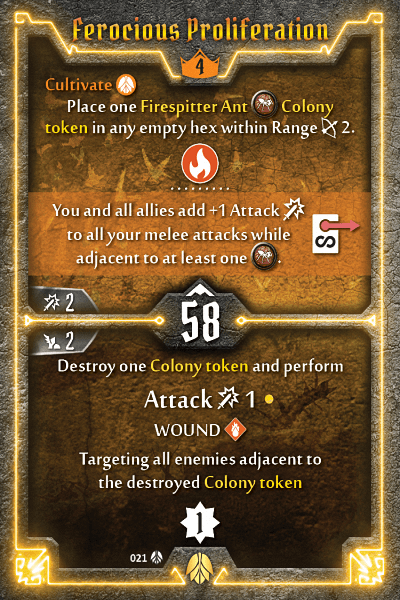 Ferocious Proliferation
4
Cultivate
Place one Firespitter Ant Colony
token in any empty hex within Range 2.
You and all allies add +1 Attack
to all your melee attacks while
adjacent to at least one .
2
58
2
Destroy one Colony token and perform
Attack 1
WOUND
Targeting all enemies adjacent to
the destroyed Colony token
1
021